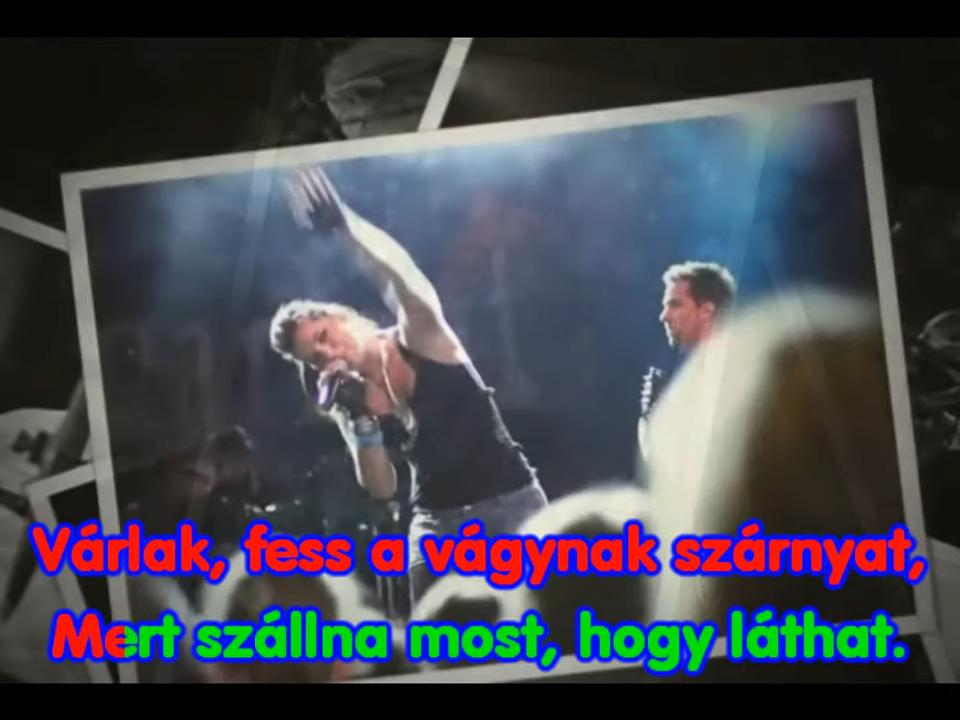 Várlak, fess a vágynak szárnyat,
Mert szállna most, hogy láthat.